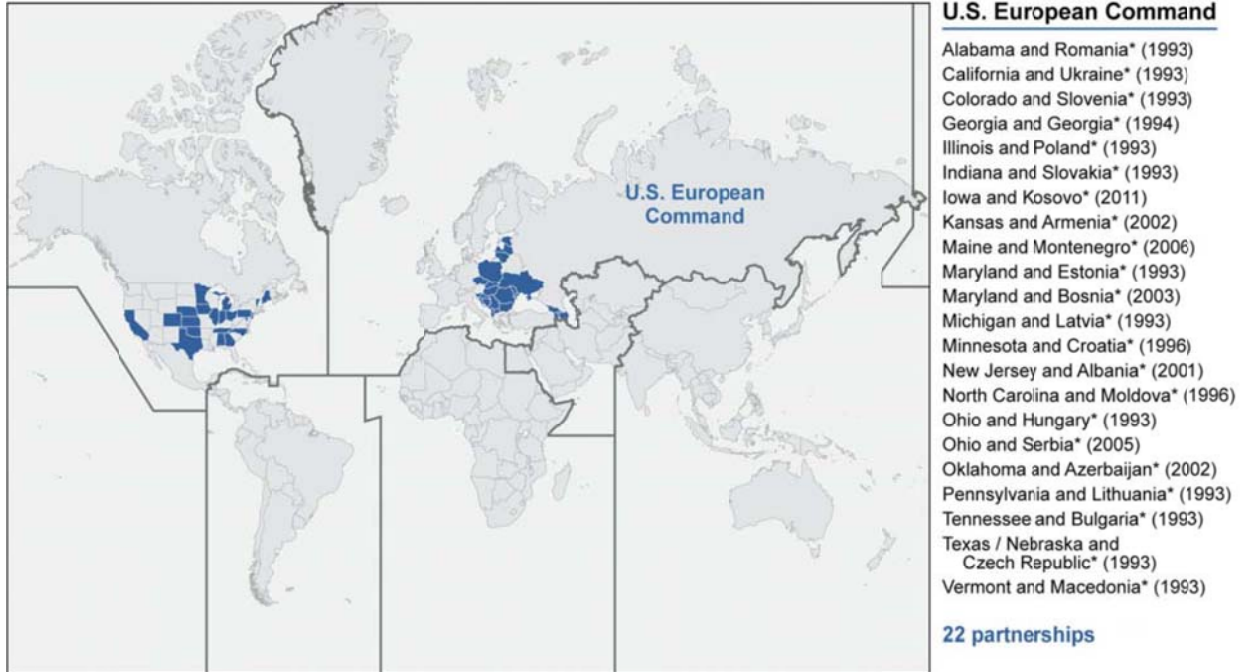 U.S. European Command
Alabama and Romania* (1993)
California and Ukraine* (1993)
Colorado and Slovenia* (1993)
Georgia and Georgia* (1994)
Illinois and Poland* (1993)
Indiana and Slovakia* (1993)
Iowa and Kosovo* (2011)
Kansas and Armenia* (2002)
Maine and Montenegro* (2006)
Maryland and Estonia* (1993)
Maryland and Bosnia* (2003)
Michigan and Latvia* (1993)
Minnesota and Croatia* (1996)
New Jersey and Albania* (2001)
North Carolina and Moldova* (1996)
Ohio and Hungary* (1993)
Ohio and Serbia* (2005)
Oklahoma and Azerbaijan* (2002)
Pennsylvania and Lithuania* (1993)
Tennessee and Bulgaria* (1993)
Texas / Nebraska and
Czech Republic* (1993)
Vermont and Macedonia* (1993)
22 partnerships
U.S. European
Command